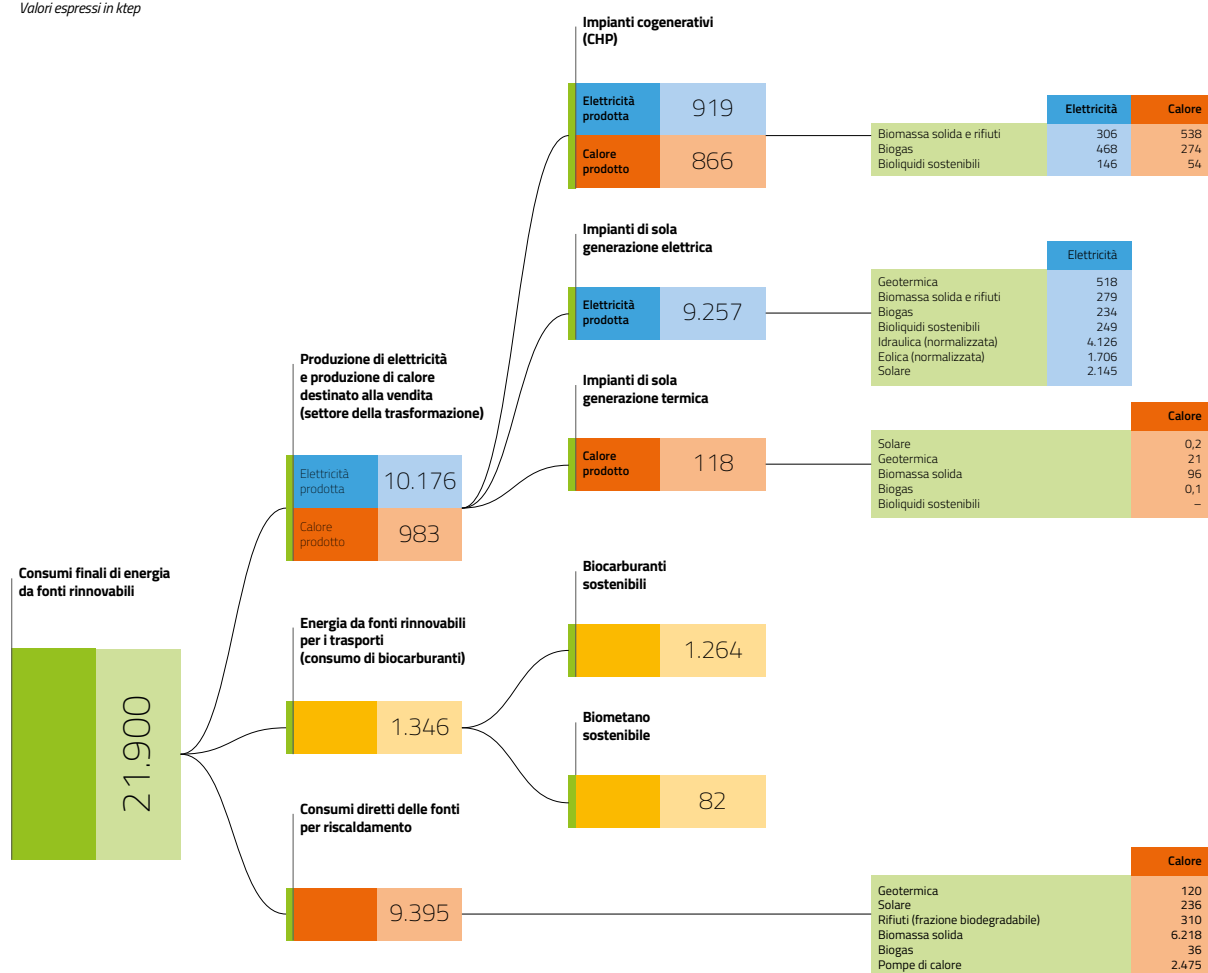 Valori espressi in ktep
Impianti cogenerativi
(CHP)
Elettricità
prodotta
919
Calore
prodotto
866
Elettricità Calore
Biomassa solida e rifiuti 306 538
Biogas 468 274
Bioliquidi sostenibili 146 54
Impianti di sola
generazione elettrica
Elettricità
prodotta
9.257
Elettricità
Geotermica 518
Biomassa solida e rifiuti 279
Biogas 234
Bioliquidi sostenibili 249
Idraulica (normalizzata) 4.126
Eolica (normalizzata) 1.706
Solare 2.145
Produzione di elettricità
e produzione di calore
destinato alla vendita
(settore della trasformazione)
Elettricità
prodotta
10.176
Calore
prodotto
983
Impianti di sola
generazione termica
Calore
prodotto
118
Calore
Solare 0,2
Geotermica 21
Biomassa solida 96
Biogas 0,1
Bioliquidi sostenibili –
Consumi finali di energia
da fonti rinnovabili
21.900
Energia da fonti rinnovabili
per i trasporti
(consumo di biocarburanti)
1.346
Biocarburanti
sostenibili
1.264
Biometano
sostenibile
82
Consumi diretti delle fonti
per riscaldamento
9.395
Calore
Geotermica 120
Solare 236
Rifiuti (frazione biodegradabile) 310
Biomassa solida 6.218
Biogas 36
Pompe di calore 2.475